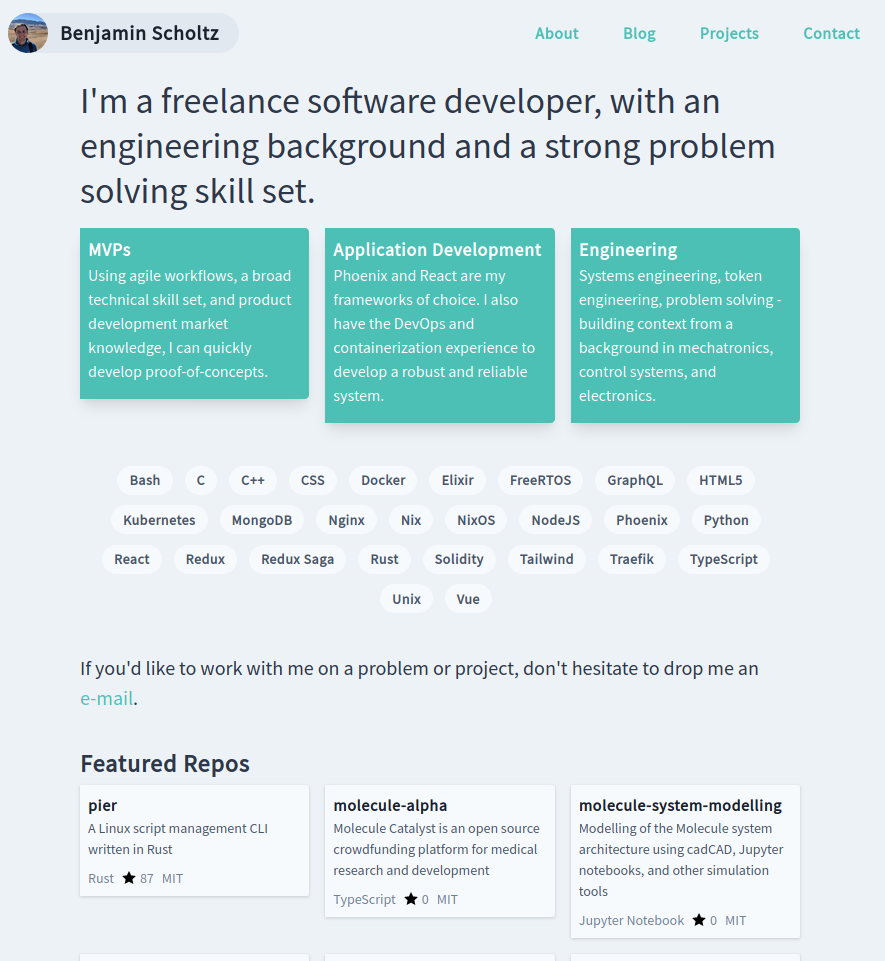 Benjamin Scholtz
About Blog Projects Contact
I'm a freelance software developer, with an
engineering background and a strong problem
solving skill set.
MVPs
Using agile workflows, a broad
technical skill set, and product
development market
knowledge, I can quickly
develop proof-of-concepts.
Application Development
Phoenix and React are my
frameworks of choice. I also
have the DevOps and
containerization experience to
develop a robust and reliable
system.
Engineering
Systems engineering, token
engineering, problem solving -
building context from a
background in mechatronics,
control systems, and
electronics.
Bash C C++ CSS Docker Elixir FreeRTOS GraphQL HTML5
Kubernetes MongoDB Nginx Nix NixOS NodeJS Phoenix Python
React Redux Redux Saga Rust Solidity Tailwind Traefik TypeScript
Unix Vue
If you'd like to work with me on a problem or project, don't hesitate to drop me an
e-mail.
Featured Repos
pier
A Linux script management CLI
written in Rust
Rust ★ 87 MIT
molecule-alpha
Molecule Catalyst is an open source
crowdfunding platform for medical
research and development
TypeScript ★ 0 MIT
molecule-system-modelling
Modelling of the Molecule system
architecture using cadCAD, Jupyter
notebooks, and other simulation
tools
Jupyter Notebook ★ 0 MIT